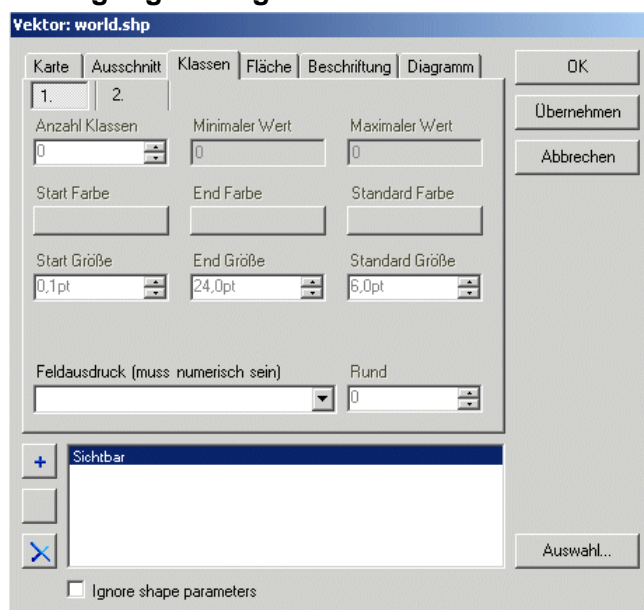 Vektor: world.shp
Karte Ausschnitt Klassen Fläche Beschriftung Diagramm
OK
1. 2.
Übernehmen
Anzahl Klassen Minimaler Wert Maximaler Wert
0 0 0
Abbrechen
Start Farbe End Farbe Standard Farbe
Start Größe End Größe Standard Größe
0,1pt 24,0pt 6,0pt
Feldausdruck (muss numerisch sein) Rund
0
+ Sichtbar
Auswahl...
Ignore shape parameters